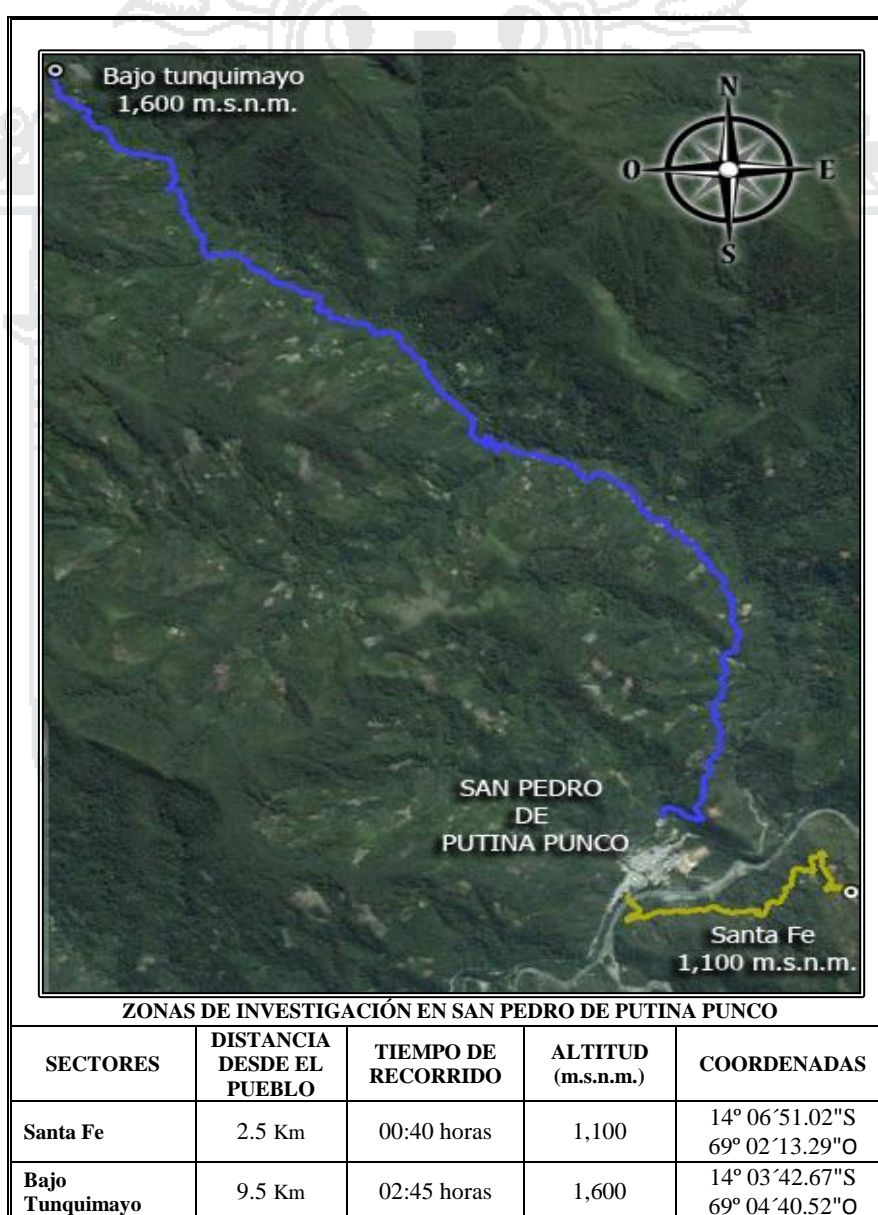 Bajo tunquimayo
1,600 m.s.n.m.
N
O
E
S
SAN PEDRO
DE
PUTINA PUNCO
Santa Fe
1,100 m.s.n.m.
ZONAS DE INVESTIGACIÓN EN SAN PEDRO DE PUTINA PUNCO
SECTORES
DISTANCIA
DESDE EL
PUEBLO
TIEMPO DE
RECORRIDO
ALTITUD
(m.s.n.m.)
COORDENADAS
Santa Fe
2.5 Km
00:40 horas
1,100
14º 06´51.02"S
69º 02´13.29"O
Bajo
Tunquimayo
9.5 Km
02:45 horas
1,600
14º 03´42.67"S
69º 04´40.52"O